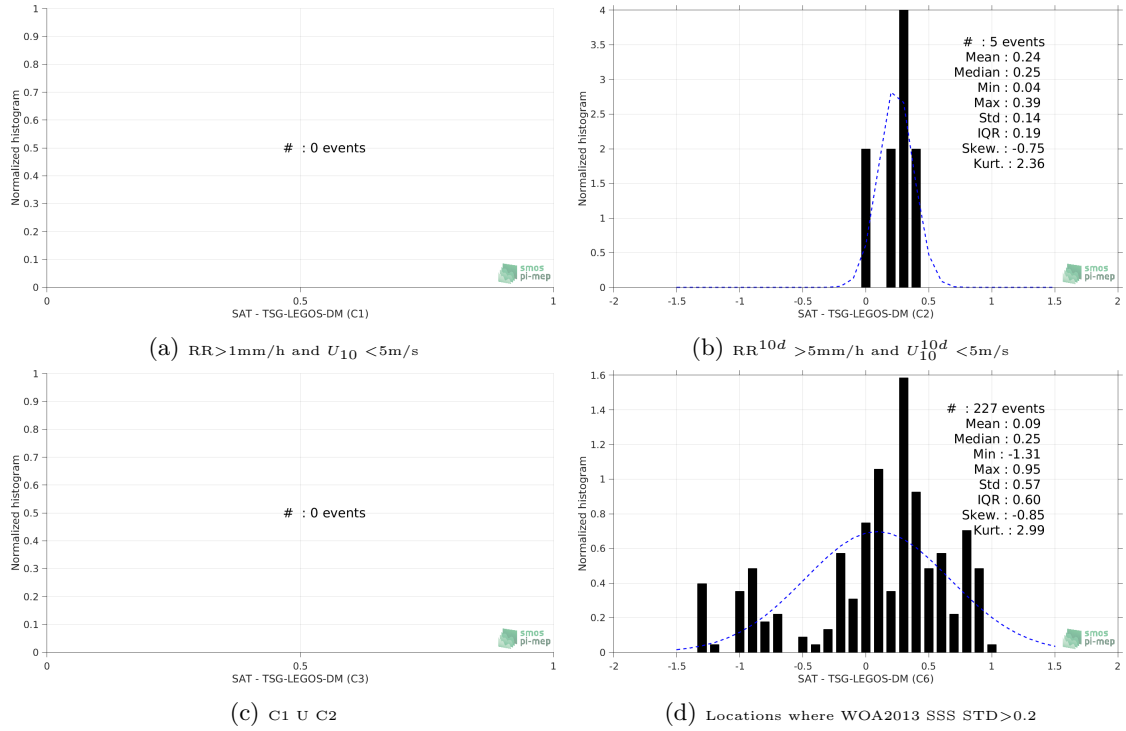 1
0.9
0.8
0.7
0.6
0.5
0.4
0.3
0.2
0.1
0
Normalized histogram
# : 0 events
smos
pi-mep
0 0.5 1
SAT - TSG-LEGOS-DM (C1)
(a) RR>1mm/h and U10 <5m/s
4
3.5
3
2.5
2
1.5
1
0.5
0
Normalized histogram
# : 5 events
Mean : 0.24
Median : 0.25
Min : 0.04
Max : 0.39
Std : 0.14
IQR : 0.19
Skew. : -0.75
Kurt. : 2.36
smos
pi-mep
-2 -1.5 -1 -0.5 0 0.5 1 1.5 2
SAT - TSG-LEGOS-DM (C2)
(b) RR10d >5mm/h and U10d10 <5m/s
1
0.9
0.8
0.7
0.6
0.5
0.4
0.3
0.2
0.1
0
Normalized histogram
# : 0 events
smos
pi-mep
0 0.5 1
SAT - TSG-LEGOS-DM (C3)
(c) C1 U C2
1.6
1.4
1.2
1
0.8
0.6
0.4
0.2
0
Normalized histogram
# : 227 events
Mean : 0.09
Median : 0.25
Min : -1.31
Max : 0.95
Std : 0.57
IQR : 0.60
Skew. : -0.85
Kurt. : 2.99
smos
pi-mep
-2 -1.5 -1 -0.5 0 0.5 1 1.5 2
SAT - TSG-LEGOS-DM (C6)
(d) Locations where WOA2013 SSS STD>0.2